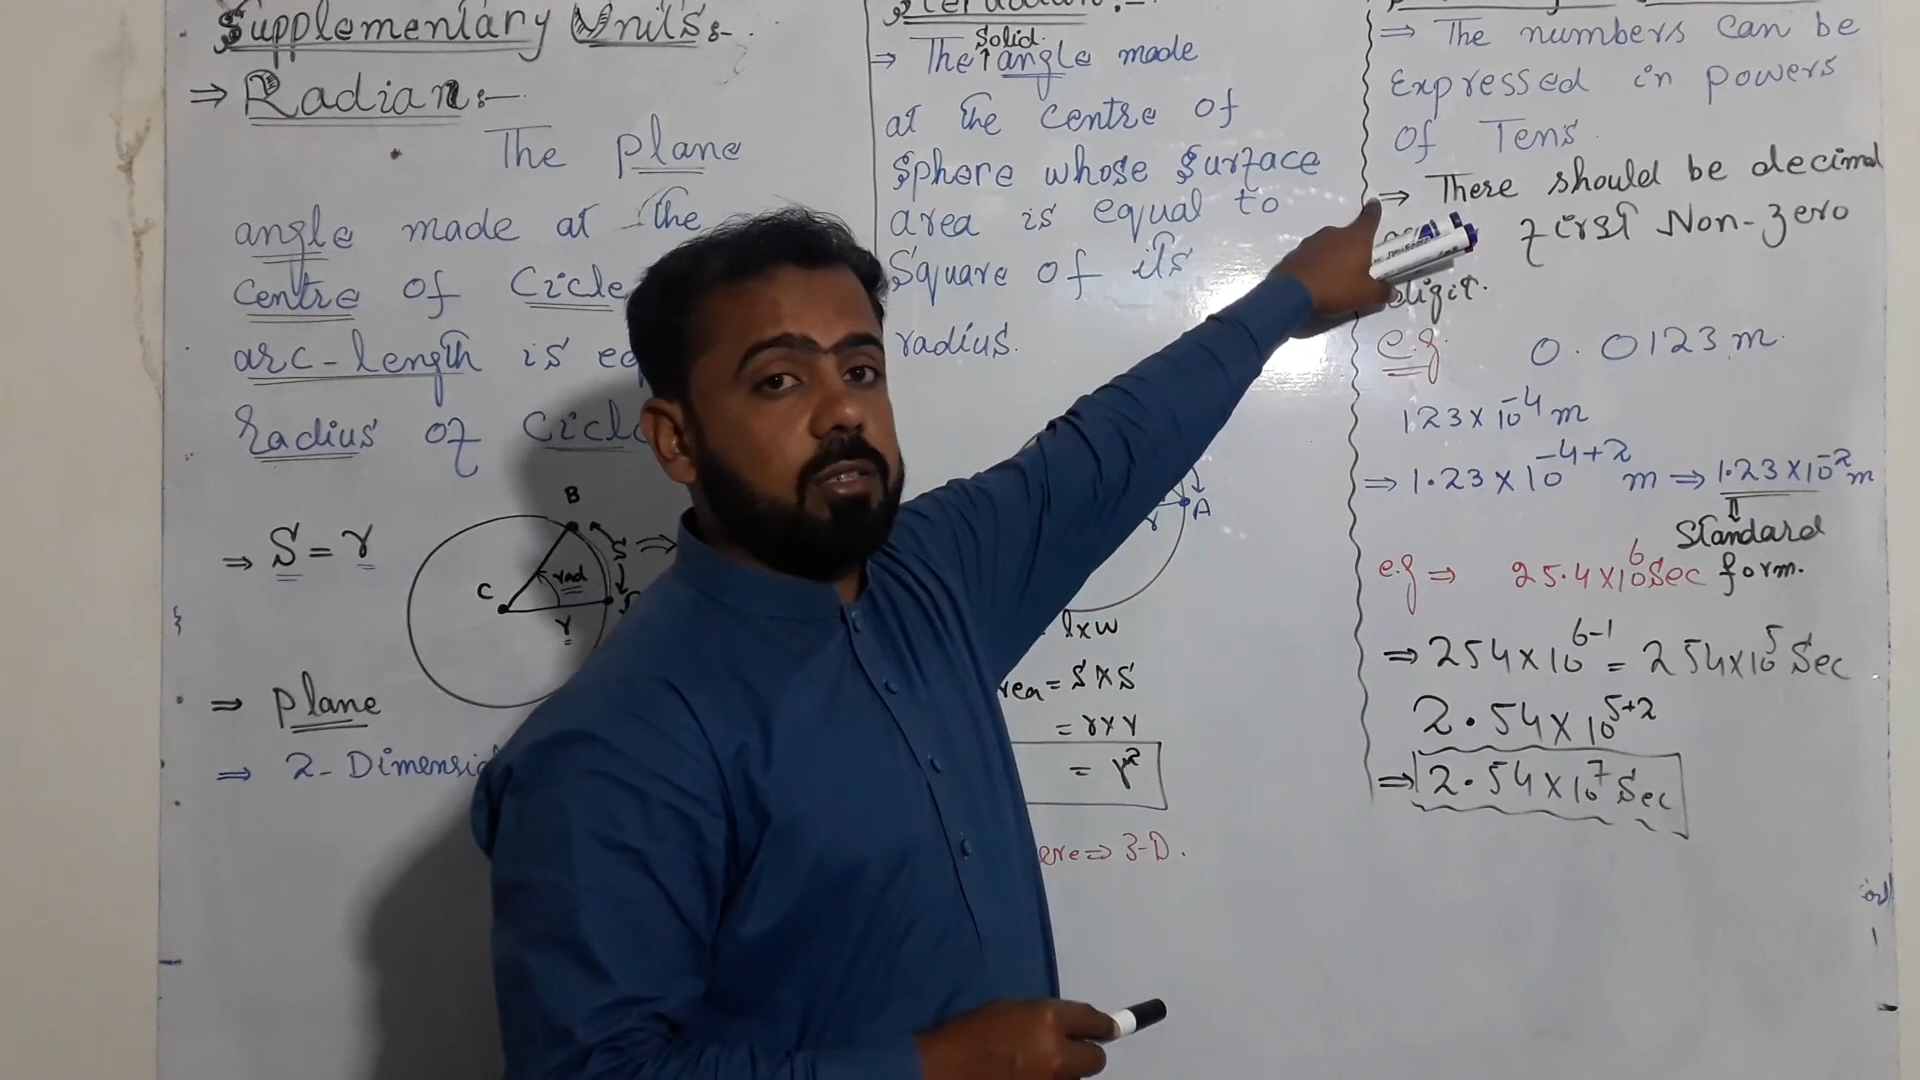 Supplementary Units:-
⇒ Radian:-
The plane
angle made at the
centre of Cicle
arc-length is
Radius of Cicle
⇒ S = r
B
S
C
rad
r
⇒ plane
⇒ 2-Dimensio
Solid
⇒ The ↑ angle made
at the centre of
Sphere whose surface
area is equal to
Square of its
radius.
A
r
l×w
= S×S
= r×r
= r²
⇒ 3-D.
⇒ The numbers can be
Expressed in powers
of Tens.
⇒ There should be decimal
first Non-zero
digit.
e.g. 0.0123 m.
123×10⁻⁴ m
⇒ 1.23×10⁻⁴⁺² m ⇒ 1.23×10⁻² m
Standard
form.
e.g ⇒ 25.4×10⁶ Sec
⇒ 254×10⁶⁻¹ = 254×10⁵ Sec
2.54×10⁵⁺²
⇒ 2.54×10⁷ Sec